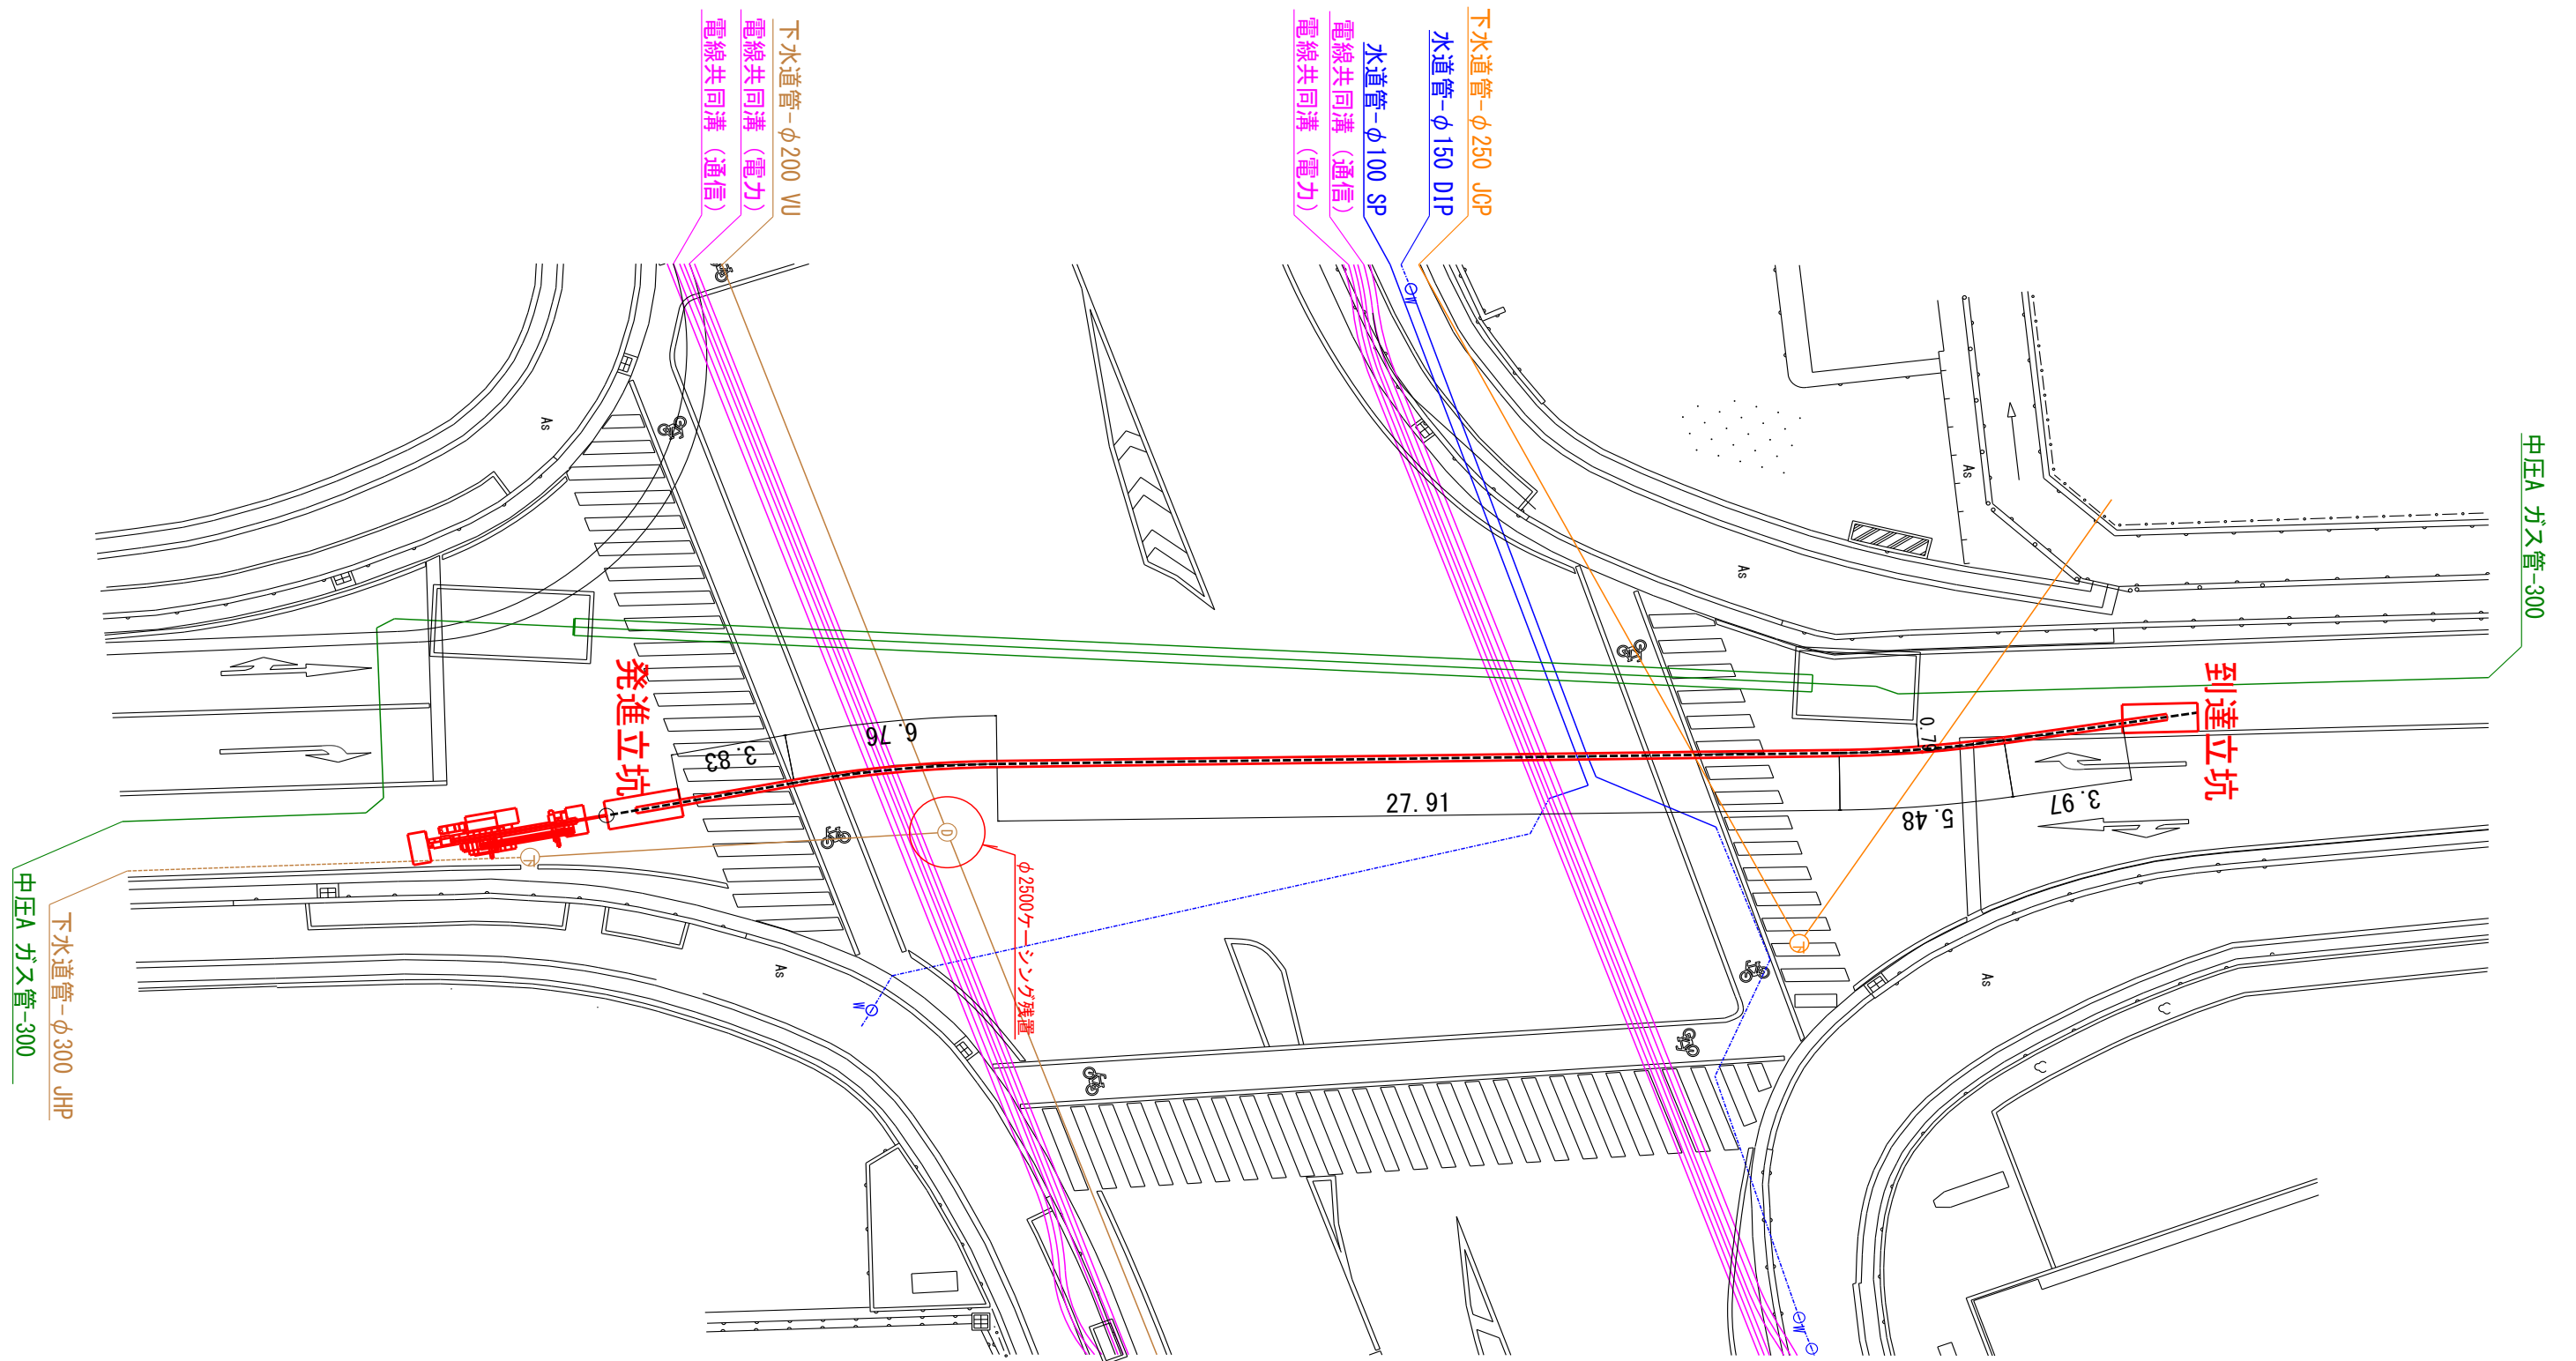 電線共同溝（通信）
電線共同溝（電力）
下水道管-φ200 VU
電線共同溝（電力）
電線共同溝（通信）
水道管-φ100 SP
水道管-φ150 DIP
下水道管-φ250 JCP
中圧A ガス管-300
W
As
As
As
発進立坑
到達立坑
3.83
6.76
27.91
0.79
5.48
3.97
D
下
φ2500ケーシング残置
下
中圧A ガス管-300
下水道管-φ300 JHP
As
As
W
W